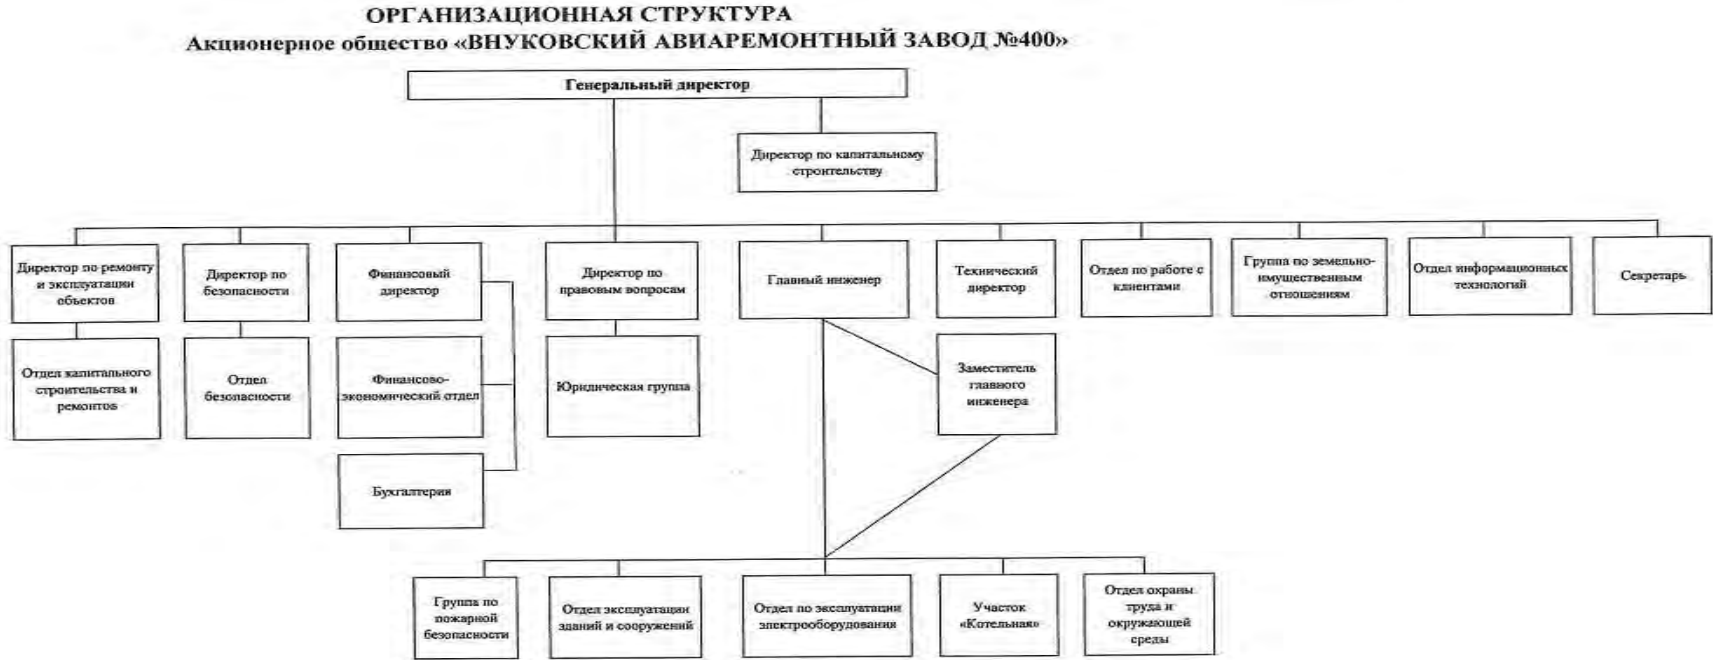 ОРГАНИЗАЦИОННАЯ СТРУКТУРА
Акционерное общество «ВНУКОВСКИЙ АВИАРЕМОНТНЫЙ ЗАВОД №400»
Генеральный директор
Директор по капитальному
строительству
Директор по ремонту
и эксплуатации
объектов
Директор по
безопасности
Финансовый
директор
Директор по
правовым вопросам
Главный инженер
Технический
директор
Отдел по работе с
клиентами
Группа по земельно-
имущественным
отношениям
Отдел информационных
технологий
Секретарь
Отдел капитального
строительства и
ремонтов
Отдел
безопасности
Финансово-
экономический отдел
Юридическая группа
Заместитель
главного
инженера
Бухгалтерия
Группа по
пожарной
безопасности
Отдел эксплуатации
зданий и сооружений
Отдел по эксплуатации
электрооборудования
Участок
«Котельная»
Отдел охраны
труда и
окружающей
среды